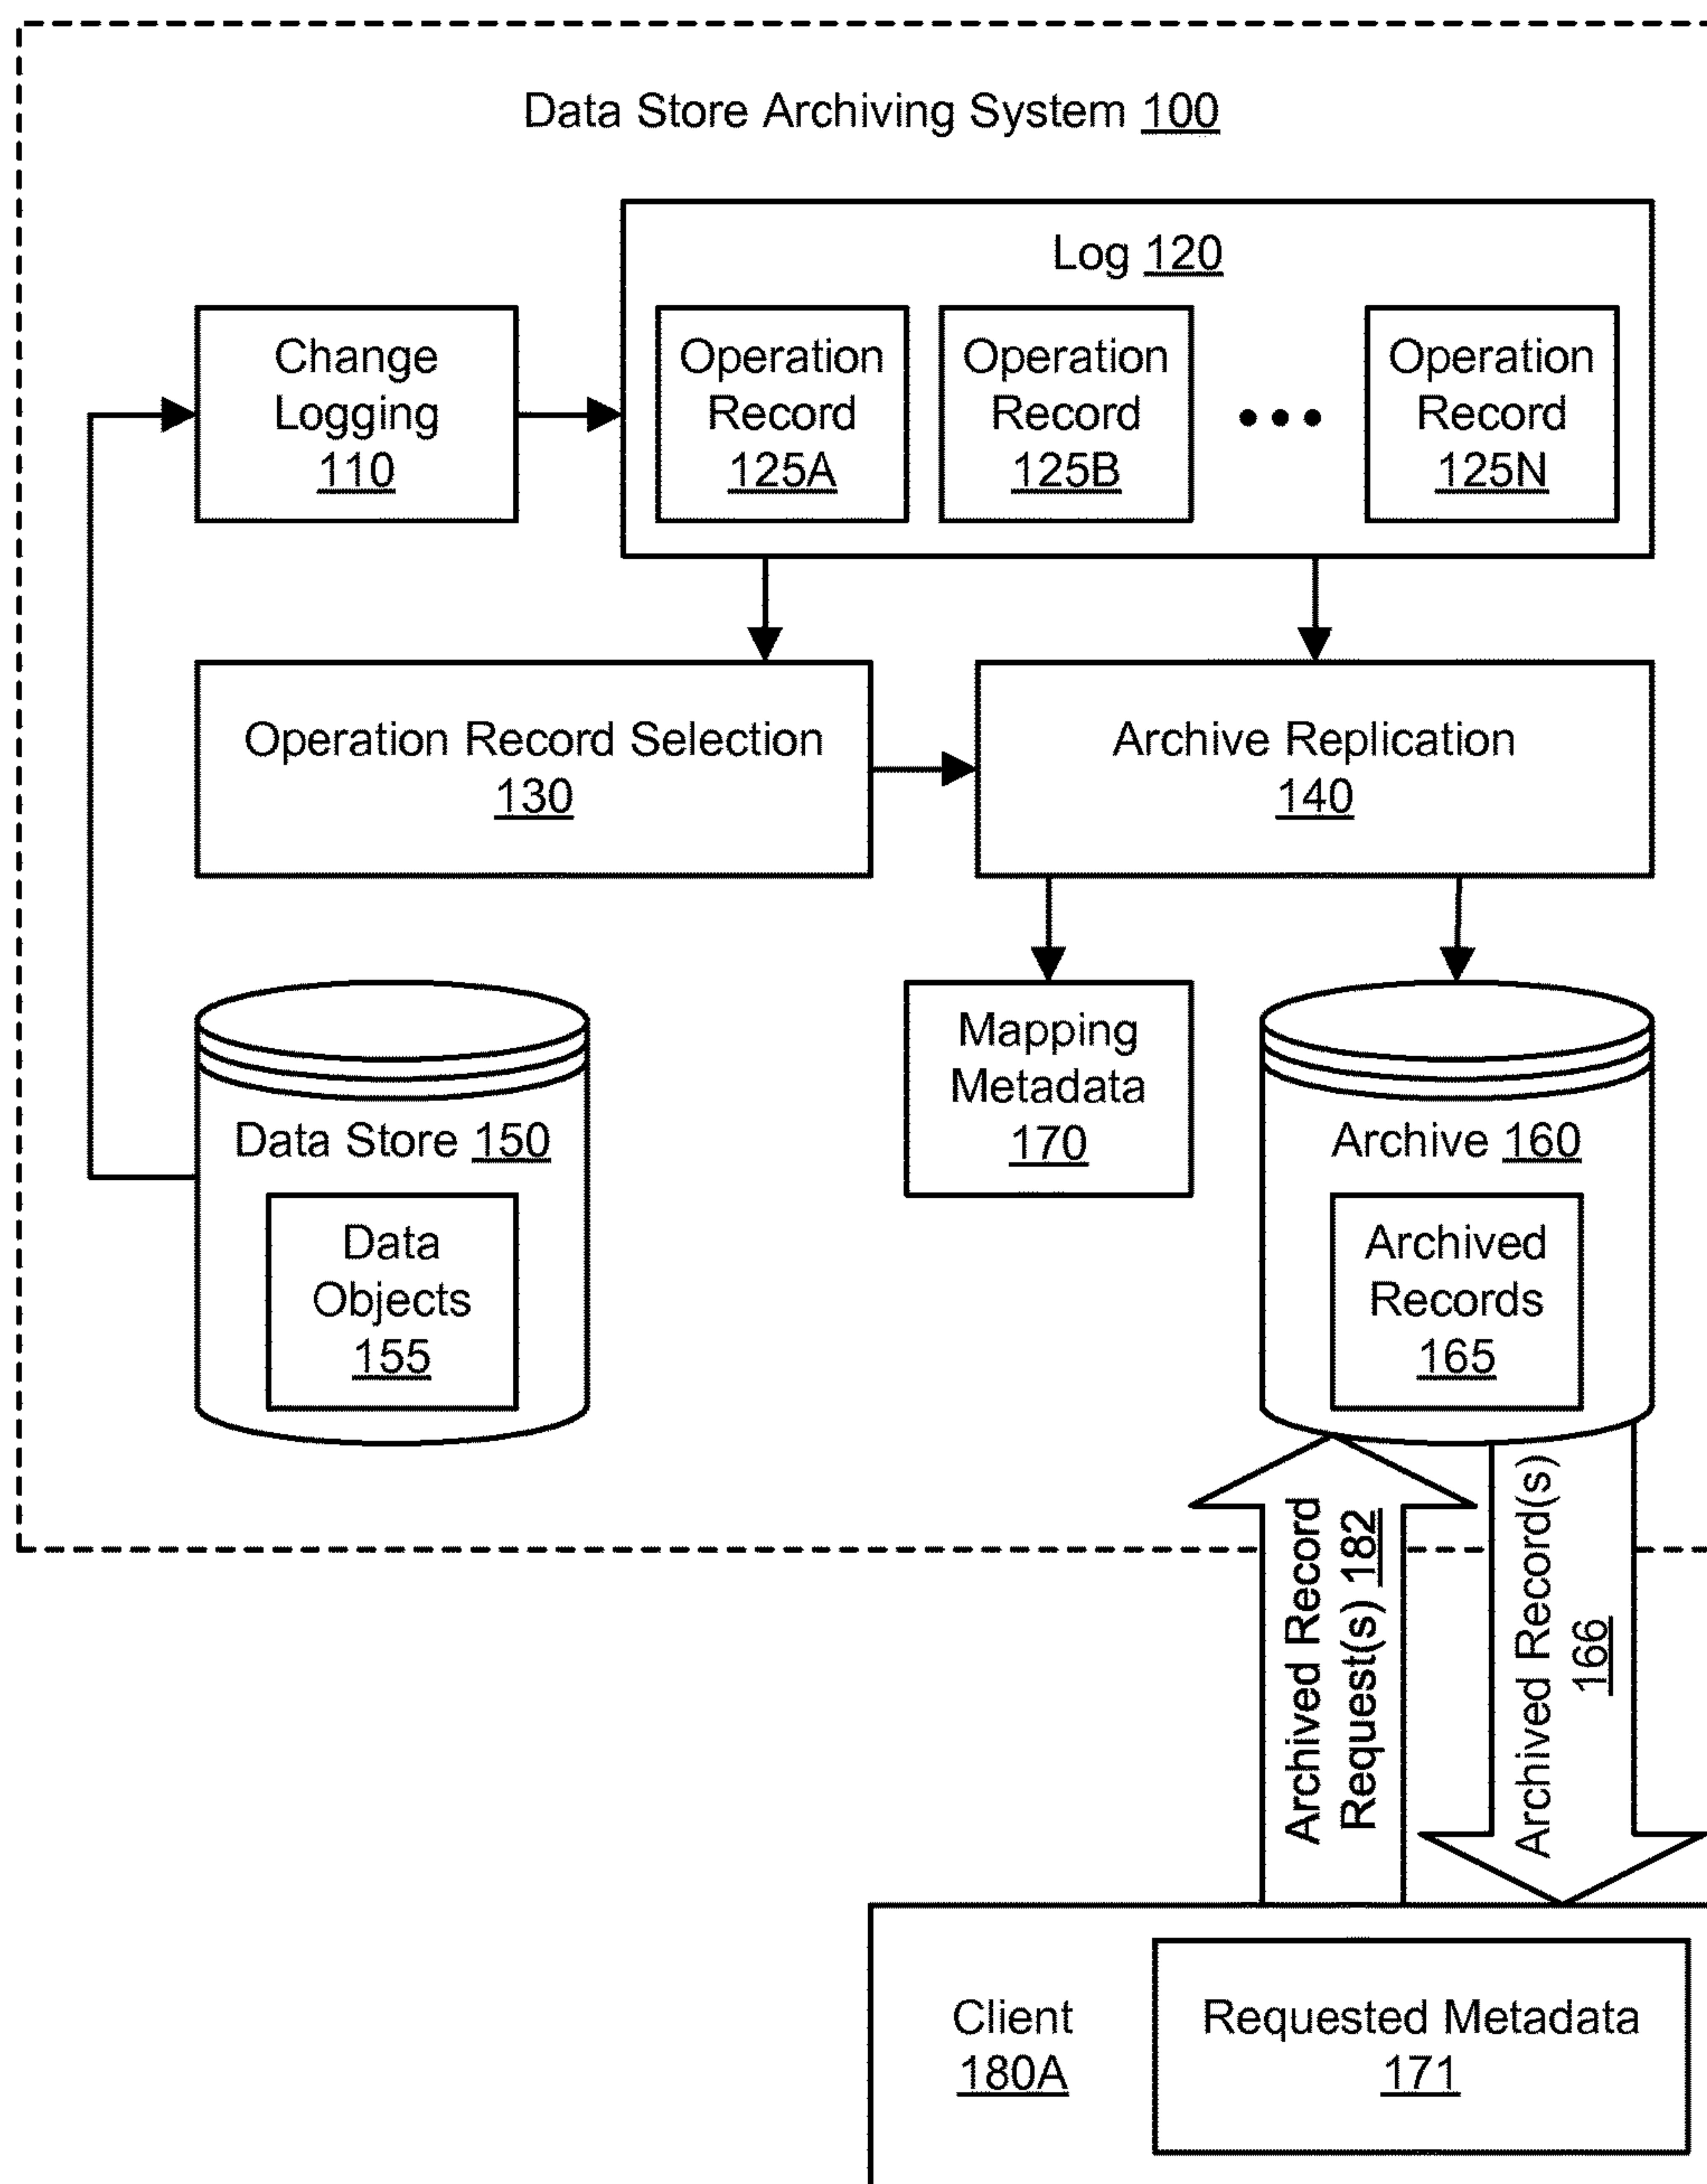 Data Store Archiving System 100
Log 120
Change
Logging
110
Operation
Record
125A
Operation
Record
125B
Operation
Record
125N
Operation Record Selection
130
Archive Replication
140
Data Store 150
Data
Objects
155
Mapping
Metadata
170
Archive 160
Archived
Records
165
Archived Record
Request(s) 182
Archived Record(s)
166
Client
180A
Requested Metadata
171